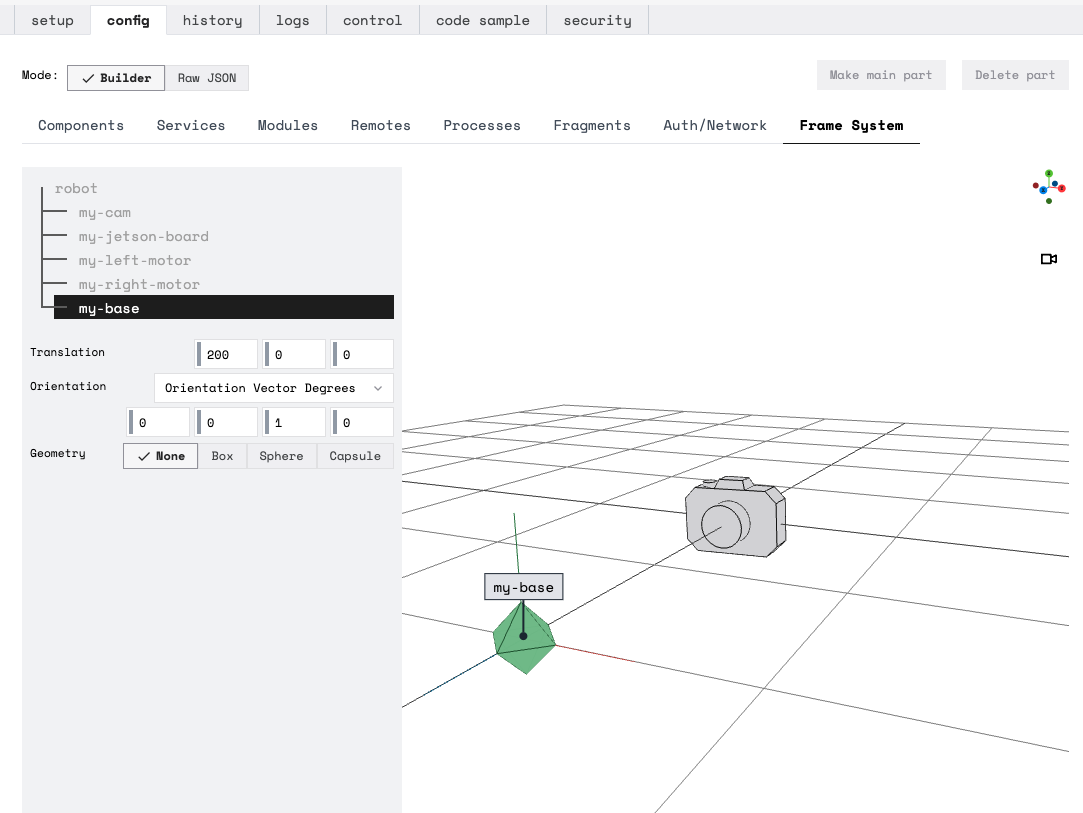 setup config history logs control code sample security
Mode: Builder Raw JSON Make main part Delete part
Components Services Modules Remotes Processes Fragments Auth/Network Frame System
robot
my-cam
my-jetson-board
my-left-motor
my-right-motor
my-base
Translation 200 0 0
Orientation Orientation Vector Degrees
0 0 1 0
Geometry None Box Sphere Capsule
my-base